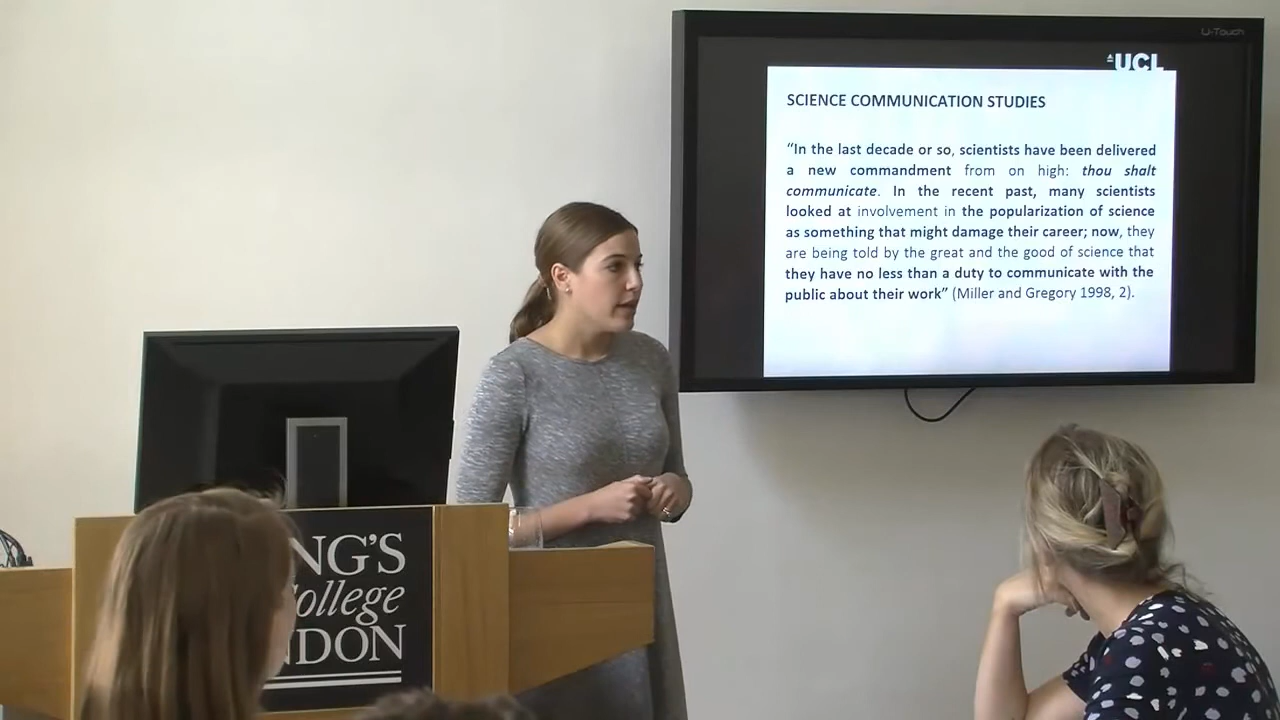 U-Touch
UCL
SCIENCE COMMUNICATION STUDIES
“In the last decade or so, scientists have been delivered
a new commandment from on high: thou shalt
communicate. In the recent past, many scientists
looked at involvement in the popularization of science
as something that might damage their career; now, they
are being told by the great and the good of science that
they have no less than a duty to communicate with the
public about their work” (Miller and Gregory 1998, 2).
NG'S
ollege
NDON